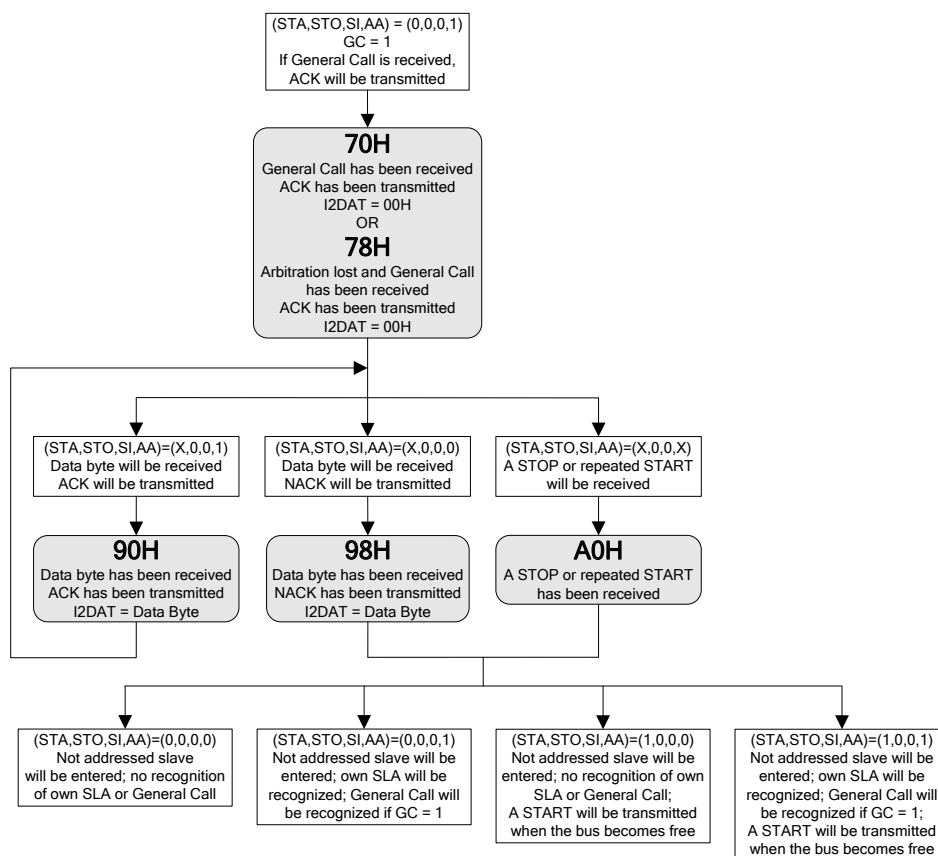 (STA,STO,SI,AA) = (0,0,0,1)
GC = 1
If General Call is received,
ACK will be transmitted
70H
General Call has been received
ACK has been transmitted
I2DAT = 00H
OR
78H
Arbitration lost and General Call
has been received
ACK has been transmitted
I2DAT = 00H
(STA,STO,SI,AA)=(X,0,0,1)
Data byte will be received
ACK will be transmitted
(STA,STO,SI,AA)=(X,0,0,0)
Data byte will be received
NACK will be transmitted
(STA,STO,SI,AA)=(X,0,0,X)
A STOP or repeated START
will be received
90H
Data byte has been received
ACK has been transmitted
I2DAT = Data Byte
98H
Data byte has been received
NACK has been transmitted
I2DAT = Data Byte
A0H
A STOP or repeated START
has been received
(STA,STO,SI,AA)=(0,0,0,0)
Not addressed slave
will be entered; no recognition
of own SLA or General Call
(STA,STO,SI,AA)=(0,0,0,1)
Not addressed slave will be
entered; own SLA will be
recognized; General Call will
be recognized if GC = 1
(STA,STO,SI,AA)=(1,0,0,0)
Not addressed slave will be
entered; no recognition of own
SLA or General Call;
A START will be transmitted
when the bus becomes free
(STA,STO,SI,AA)=(1,0,0,1)
Not addressed slave will be
entered; own SLA will be
recognized; General Call will
be recognized if GC = 1;
A START will be transmitted
when the bus becomes free